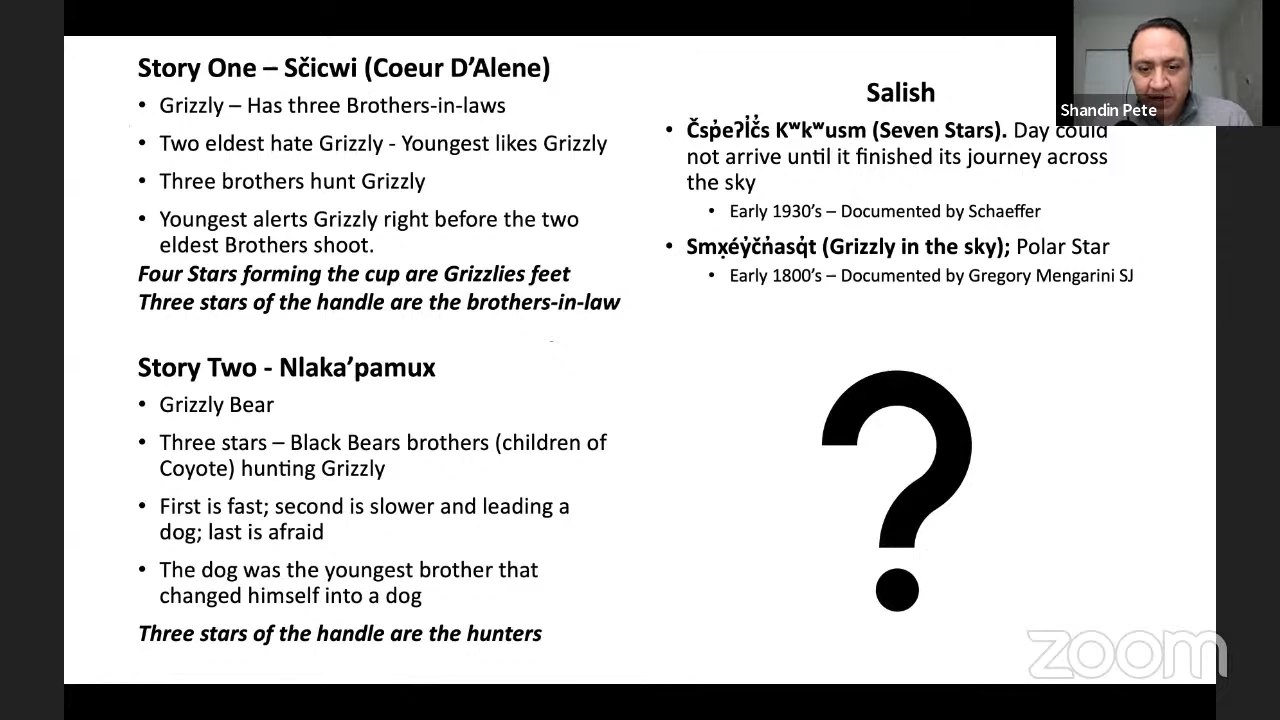 Story One – Sčicwi (Coeur D'Alene)
• Grizzly – Has three Brothers-in-laws
• Two eldest hate Grizzly - Youngest likes Grizzly
• Three brothers hunt Grizzly
• Youngest alerts Grizzly right before the two
eldest Brothers shoot.
Four Stars forming the cup are Grizzlies feet
Three stars of the handle are the brothers-in-law
Story Two - Nlaka'pamux
• Grizzly Bear
• Three stars – Black Bears brothers (children of
Coyote) hunting Grizzly
• First is fast; second is slower and leading a
dog; last is afraid
• The dog was the youngest brother that
changed himself into a dog
Three stars of the handle are the hunters
Salish
• Čsp̓eʔl̓č̓s Kʷkʷusm (Seven Stars). Day could
not arrive until it finished its journey across
the sky
• Early 1930's – Documented by Schaeffer
• Smx̣éy̓čn̓asq̓t (Grizzly in the sky); Polar Star
• Early 1800's – Documented by Gregory Mengarini SJ
?
Shandin Pete
zoom